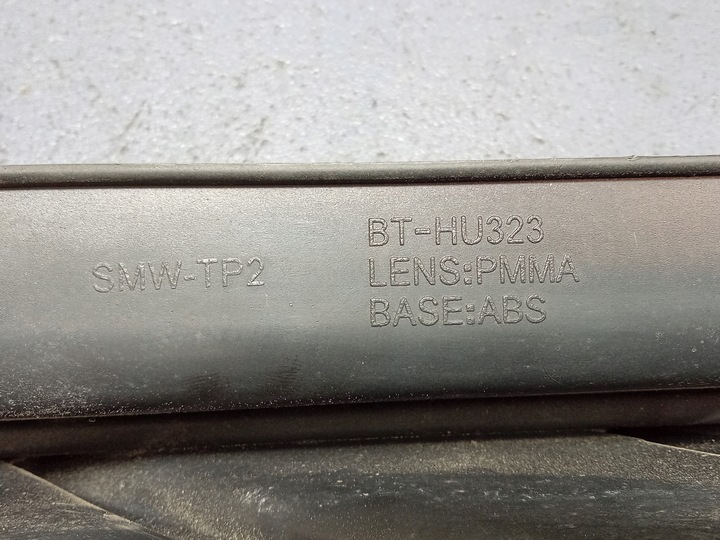 SMW-TP2
BT-HU323
LENS:PMMA
BASE:ABS